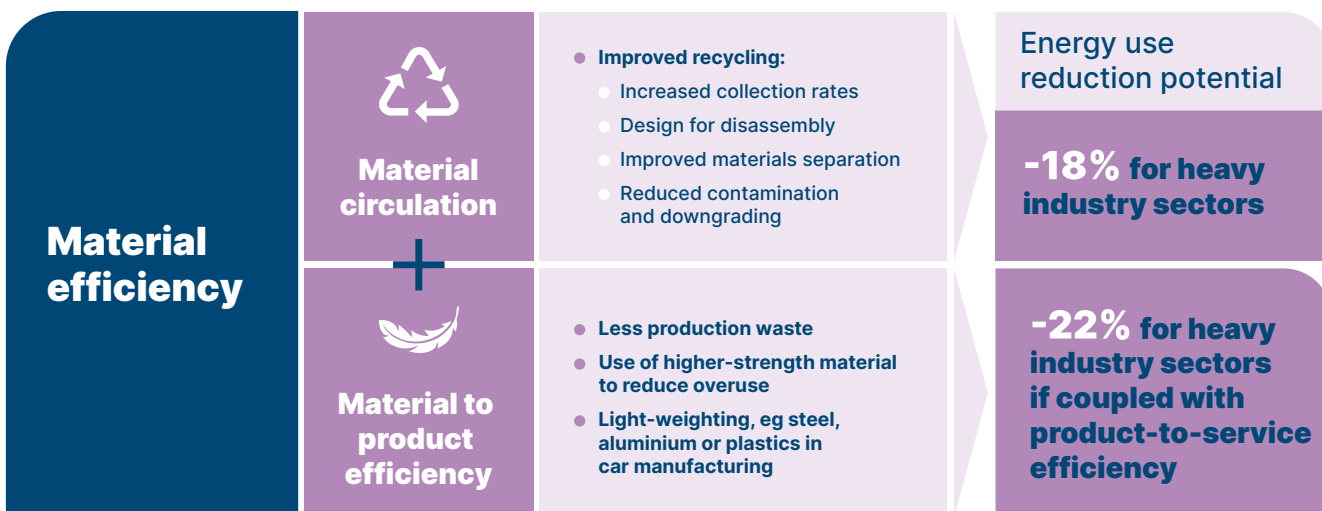 Material
efficiency
Material
circulation
Improved recycling:
Increased collection rates
Design for disassembly
Improved materials separation
Reduced contamination
and downgrading
Energy use
reduction potential
-18% for heavy
industry sectors
+
Material to
product
efficiency
Less production waste
Use of higher-strength material
to reduce overuse
Light-weighting, eg steel,
aluminium or plastics in
car manufacturing
-22% for heavy
industry sectors
if coupled with
product-to-service
efficiency